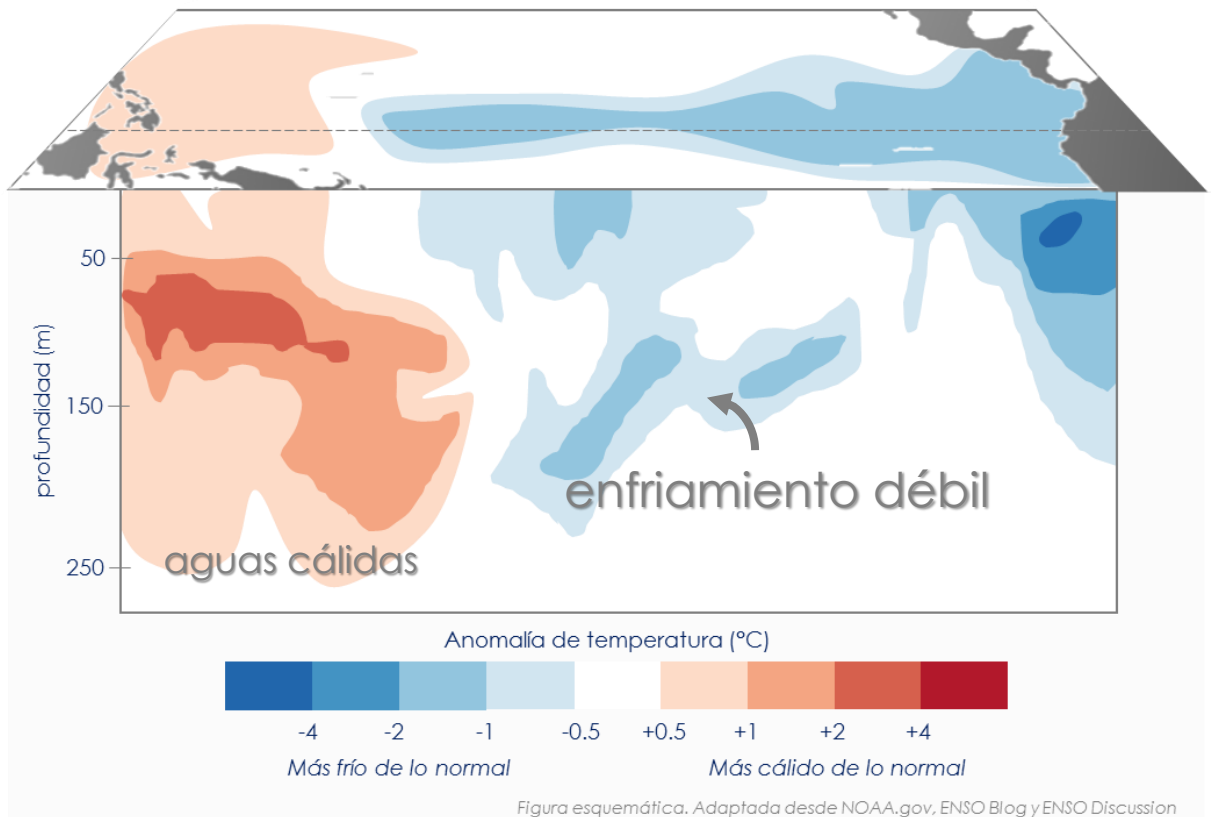 50
150
250
profundidad (m)
enfriamiento débil
aguas cálidas
Anomalía de temperatura (°C)
-4 -2 -1 -0.5 +0.5 +1 +2 +4
Más frío de lo normal Más cálido de lo normal
Figura esquemática. Adaptada desde NOAA.gov, ENSO Blog y ENSO Discussion